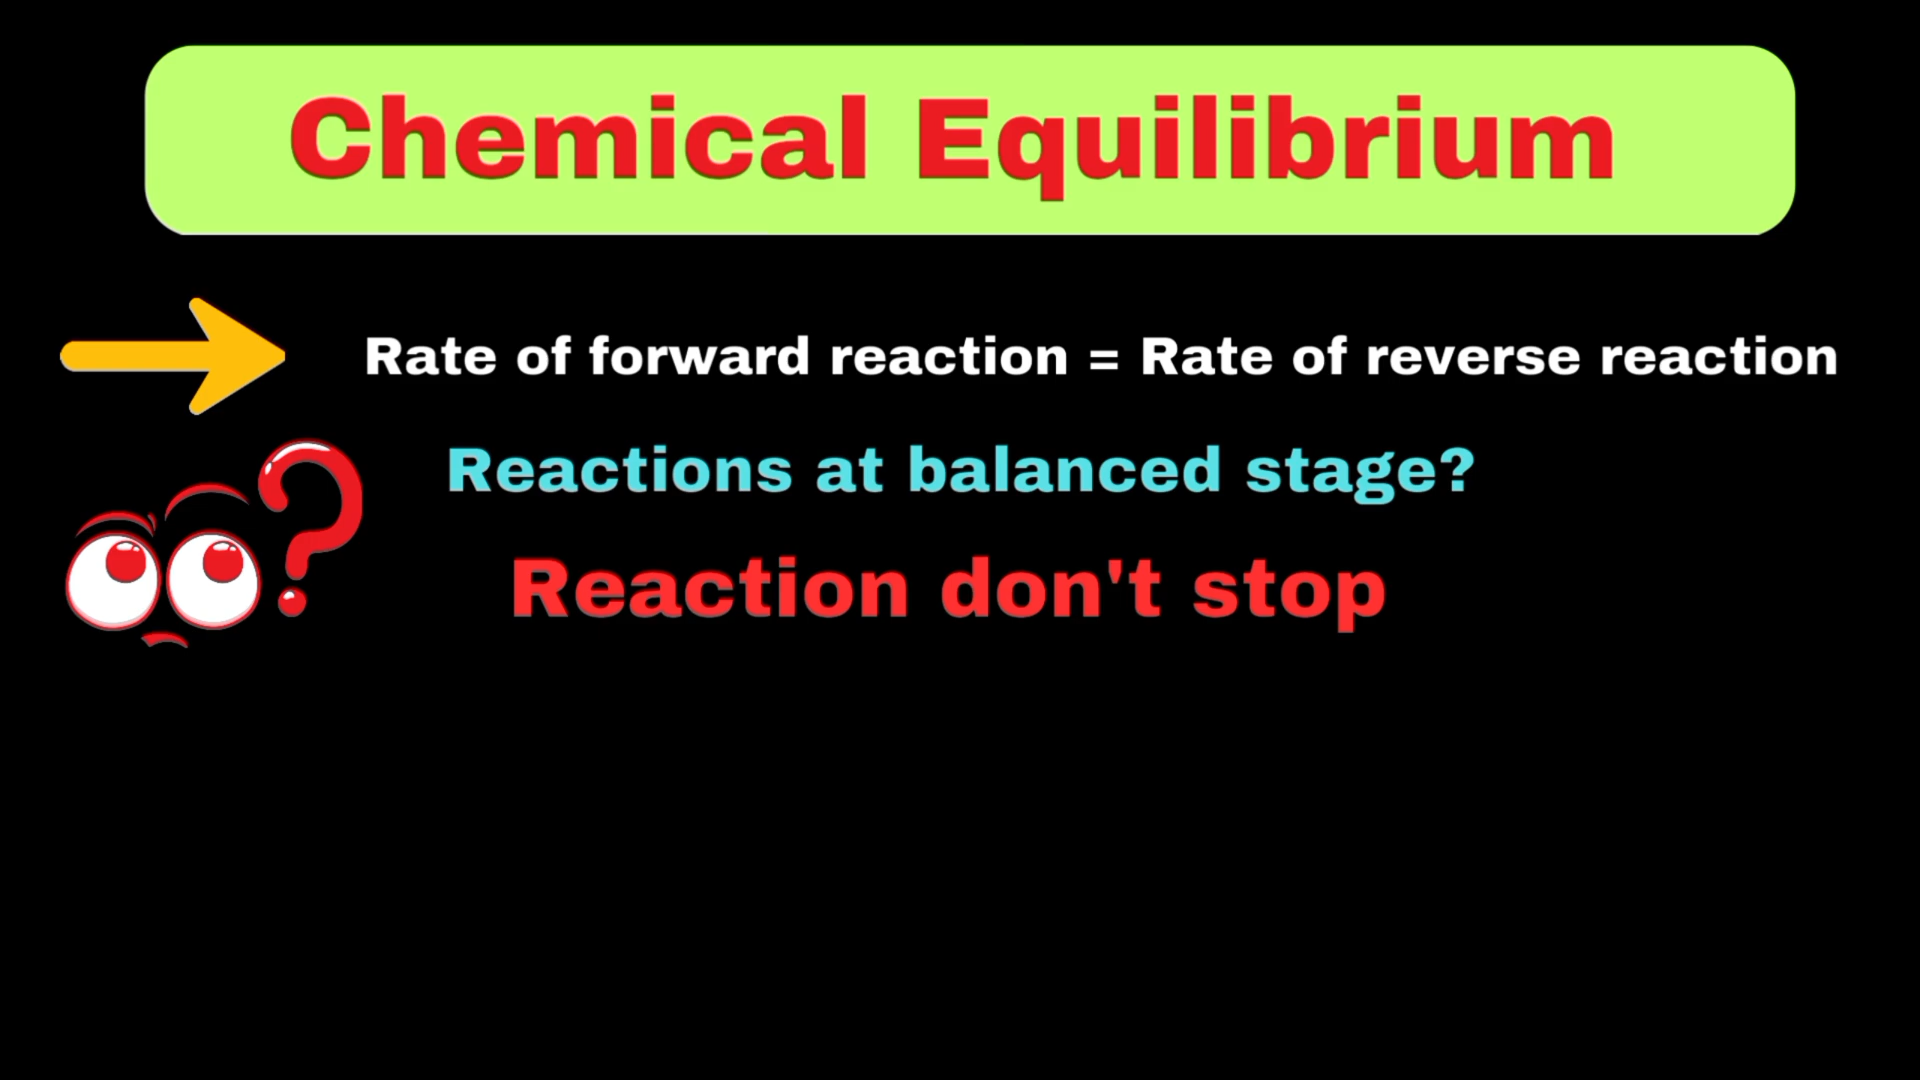 Chemical Equilibrium
Rate of forward reaction = Rate of reverse reaction
Reactions at balanced stage?
Reaction don't stop